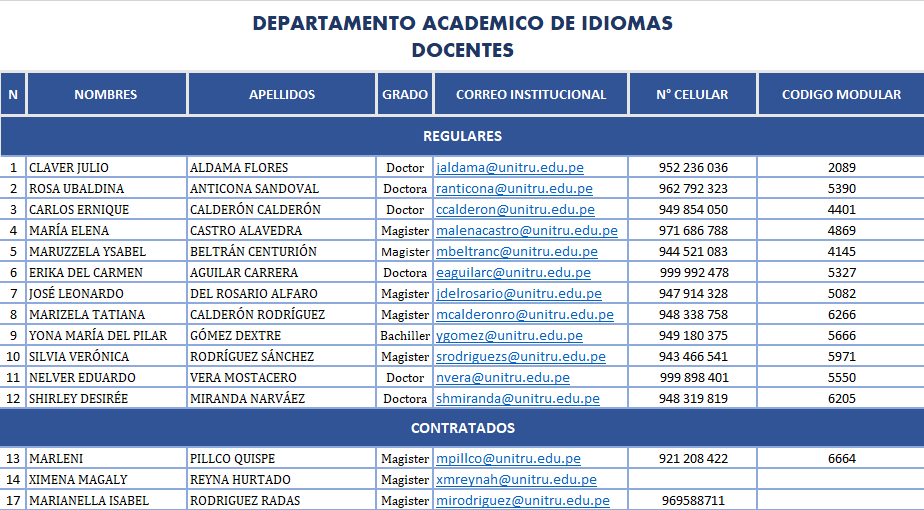 DEPARTAMENTO ACADEMICO DE IDIOMAS
DOCENTES
N NOMBRES APELLIDOS GRADO CORREO INSTITUCIONAL N° CELULAR CODIGO MODULAR
REGULARES
1 CLAVER JULIO ALDAMA FLORES Doctor jaldama@unitru.edu.pe 952 236 036 2089
2 ROSA UBALDINA ANTICONA SANDOVAL Doctora ranticona@unitru.edu.pe 962 792 323 5390
3 CARLOS ERNIQUE CALDERÓN CALDERÓN Doctor ccalderon@unitru.edu.pe 949 854 050 4401
4 MARÍA ELENA CASTRO ALAVEDRA Magister malenacastro@unitru.edu.pe 971 686 788 4869
5 MARUZZELA YSABEL BELTRÁN CENTURIÓN Magister mbeltranc@unitru.edu.pe 944 521 083 4145
6 ERIKA DEL CARMEN AGUILAR CARRERA Doctora eaguilarc@unitru.edu.pe 999 992 478 5327
7 JOSÉ LEONARDO DEL ROSARIO ALFARO Magister jdelrosario@unitru.edu.pe 947 914 328 5082
8 MARIZELA TATIANA CALDERÓN RODRÍGUEZ Magister mcalderonro@unitru.edu.pe 948 338 758 6266
9 YONA MARÍA DEL PILAR GÓMEZ DEXTRE Bachiller ygomez@unitru.edu.pe 949 180 375 5666
10 SILVIA VERÓNICA RODRÍGUEZ SÁNCHEZ Magister srodriguezs@unitru.edu.pe 943 466 541 5971
11 NELVER EDUARDO VERA MOSTACERO Doctor nvera@unitru.edu.pe 999 898 401 5550
12 SHIRLEY DESIRÉE MIRANDA NARVÁEZ Doctora shmiranda@unitru.edu.pe 948 319 819 6205
CONTRATADOS
13 MARLENI PILLCO QUISPE Magister mpillco@unitru.edu.pe 921 208 422 6664
14 XIMENA MAGALY REYNA HURTADO Magister xmreynah@unitru.edu.pe
17 MARIANELLA ISABEL RODRIGUEZ RADAS Magister mirodriguez@unitru.edu.pe 969588711